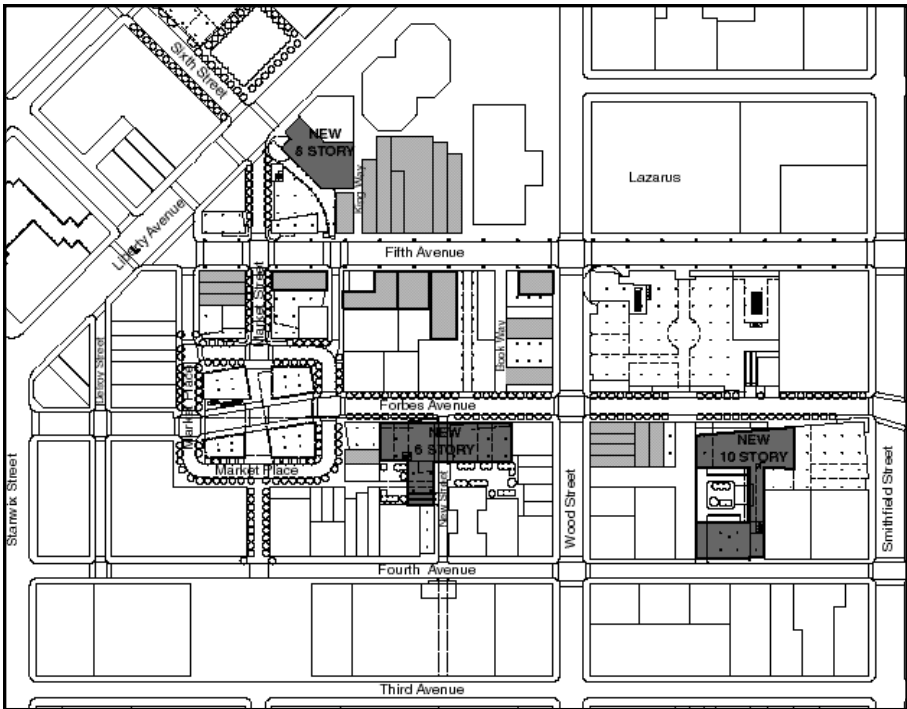 Sixth Street
NEW
8 STORY
King Way
Lazarus
Liberty Avenue
Fifth Avenue
Market Street
Delroy Street
Market Place
Book Way
Forbes Avenue
NEW
6 STORY
NEW
10 STORY
Market Place
New Street
Stanwix Street
Wood Street
Smithfield Street
Fourth Avenue
Third Avenue